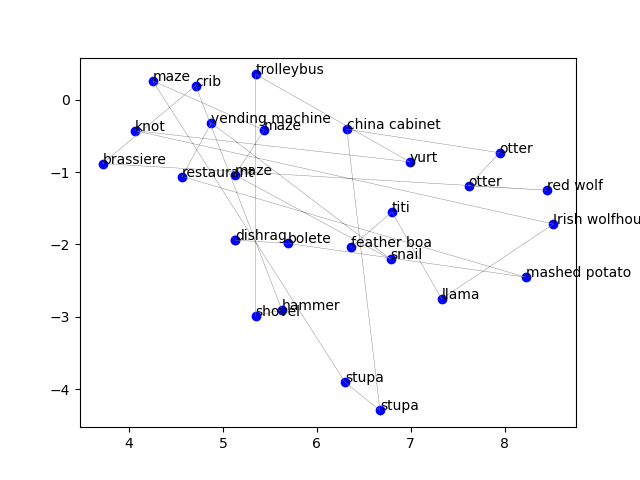 trolleybus
maze
crib
0
vending machine
china cabinet
maze
knot
otter
yurt
brassiere
restaurant
maze
−1
otter
red wolf
titi
Irish wolfhou
dishrag
bolete
−2
feather boa
snail
mashed potato
llama
hammer
shovel
−3
stupa
−4
stupa
4
5
6
7
8